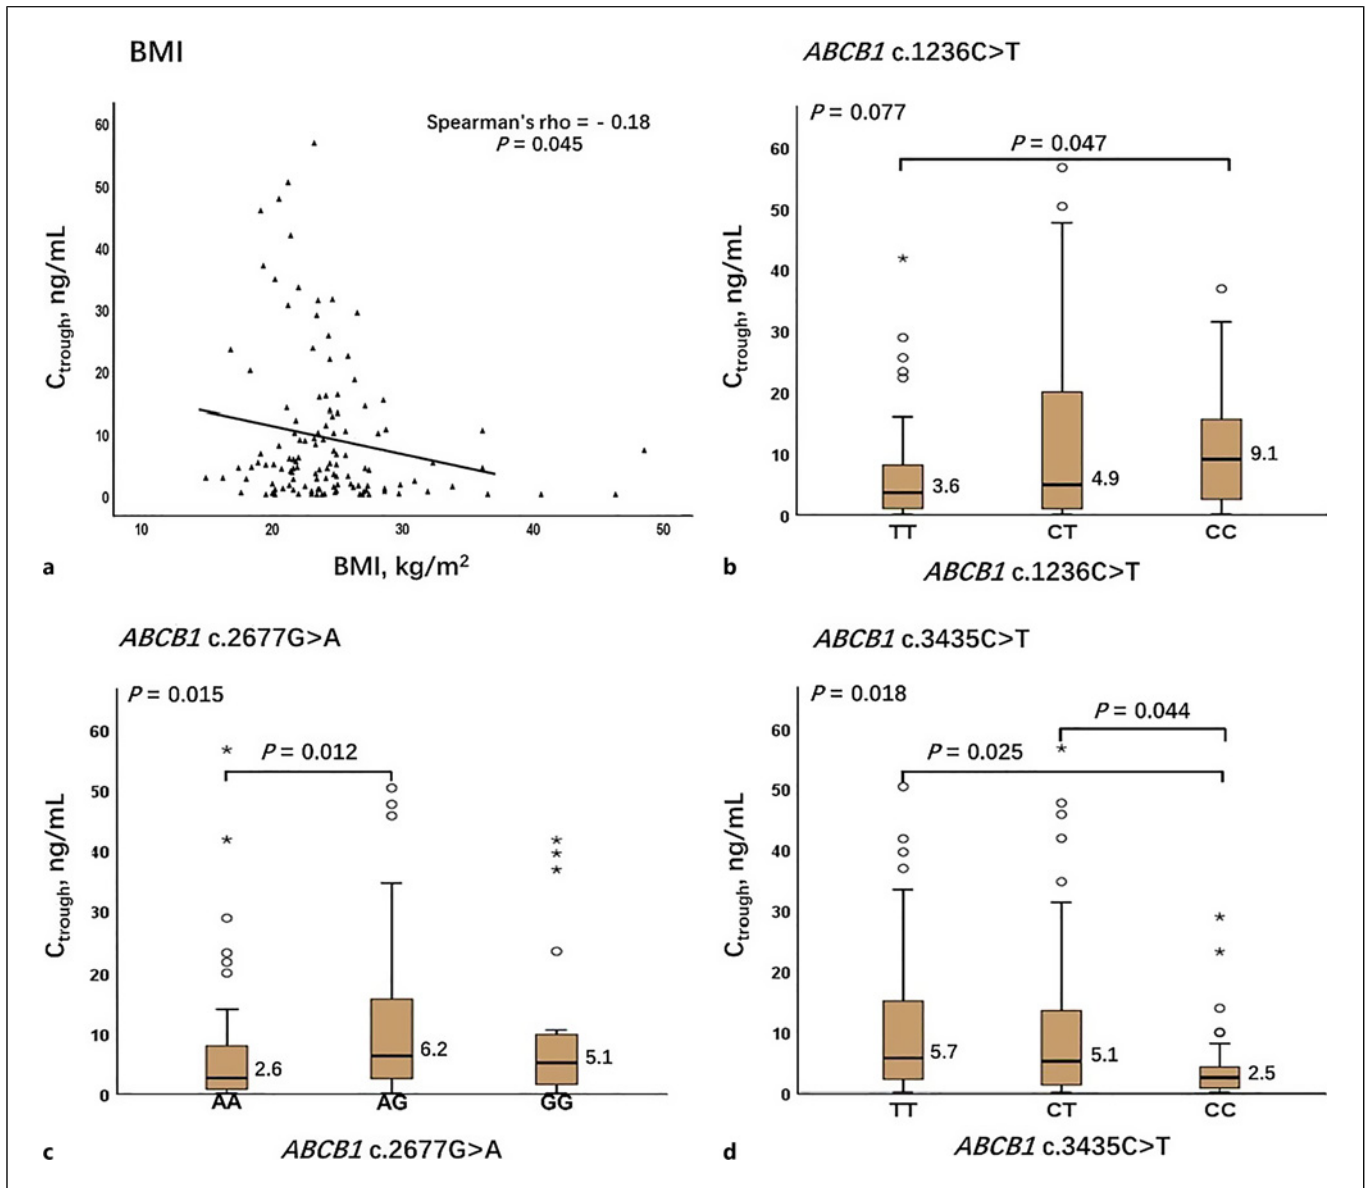 BMI
Spearman's rho = - 0.18
P = 0.045
60
50
40
30
20
10
0
Ctrough, ng/mL
10 20 30 40 50
BMI, kg/m²
a
ABCB1 c.1236C>T
P = 0.077
P = 0.047
60
50
40
30
20
10
0
Ctrough, ng/mL
*
3.6
4.9
9.1
TT CT CC
ABCB1 c.1236C>T
b
ABCB1 c.2677G>A
P = 0.015
P = 0.012
60
50
40
30
20
10
0
Ctrough, ng/mL
2.6
6.2
5.1
AA AG GG
ABCB1 c.2677G>A
c
ABCB1 c.3435C>T
P = 0.018
P = 0.044
P = 0.025
60
50
40
30
20
10
0
Ctrough, ng/mL
5.7
5.1
2.5
TT CT CC
ABCB1 c.3435C>T
d